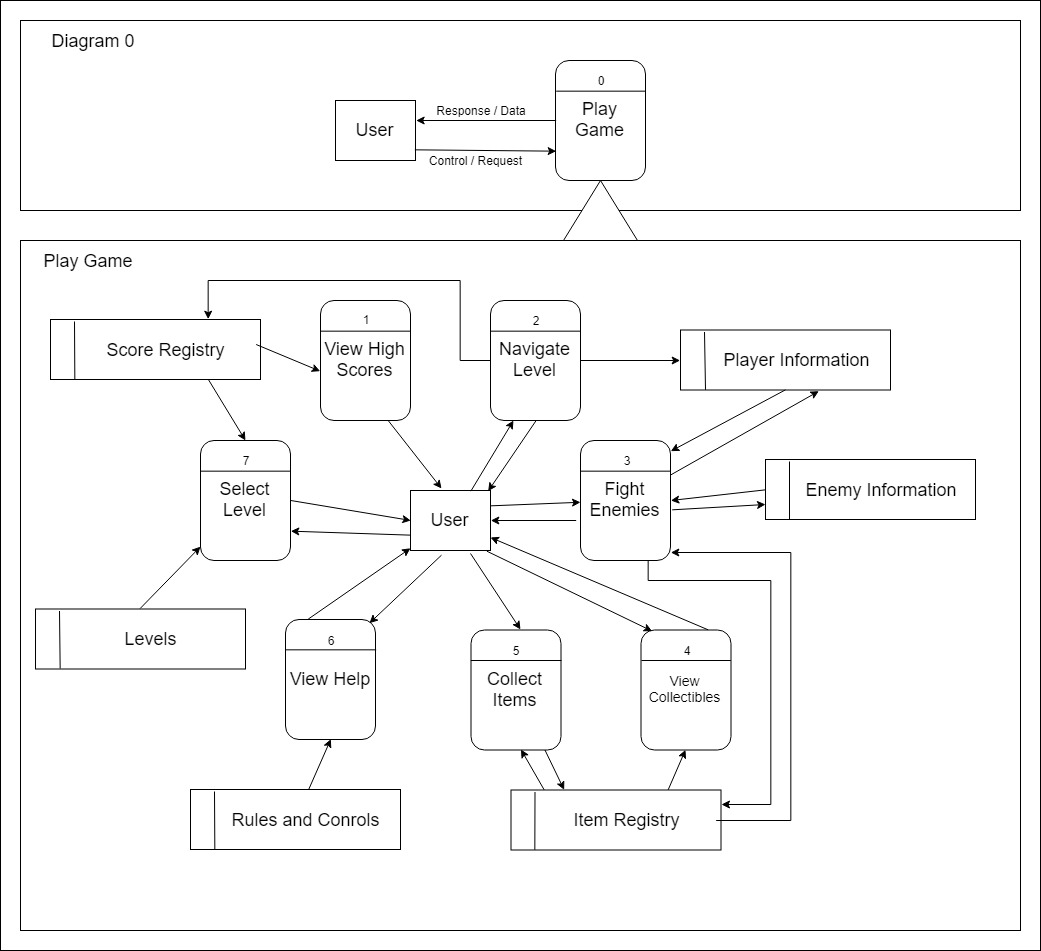 Diagram 0
0
Play
Game
User
Response / Data
Control / Request
Play Game
Score Registry
1
View High
Scores
2
Navigate
Level
Player Information
7
Select
Level
User
3
Fight
Enemies
Enemy Information
Levels
6
View Help
5
Collect
Items
4
View
Collectibles
Rules and Conrols
Item Registry